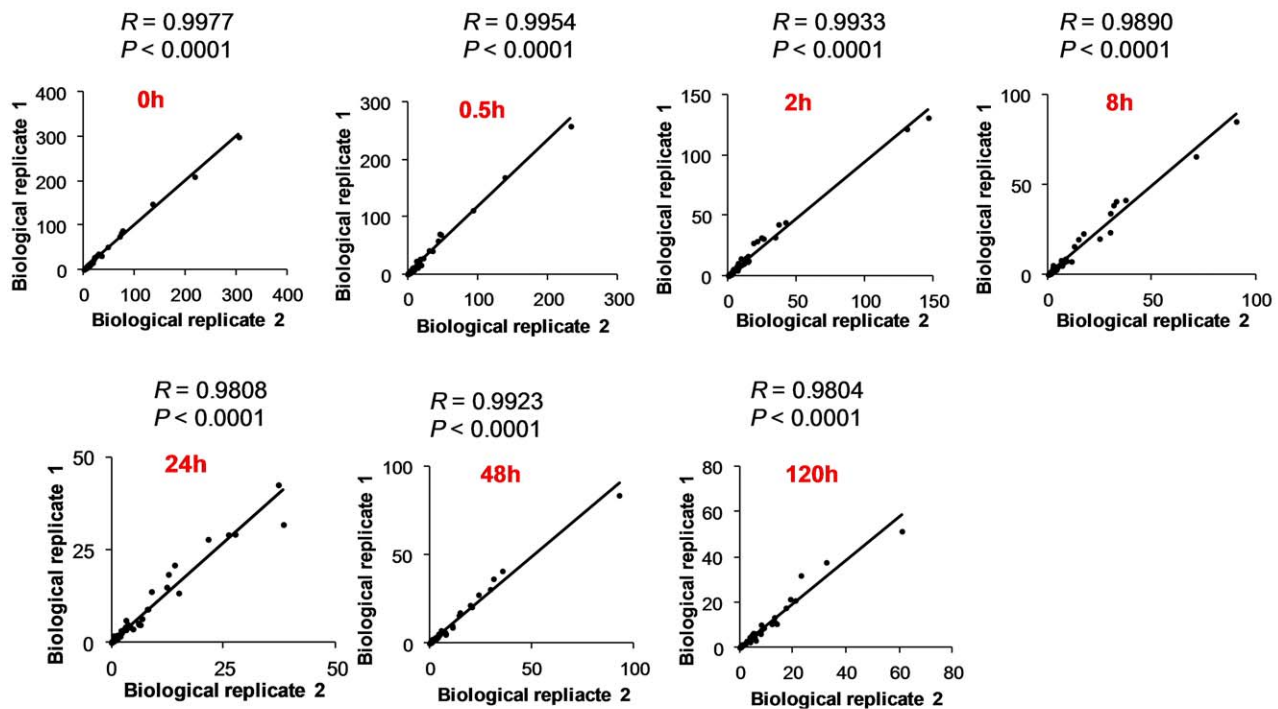 R = 0.9977
P < 0.0001
0h
Biological replicate 1
400
300
200
100
0
0 100 200 300 400
Biological replicate 2
R = 0.9954
P < 0.0001
0.5h
Biological replicate 1
300
200
100
0
0 100 200 300
Biological replicate 2
R = 0.9933
P < 0.0001
2h
Biological replicate 1
150
100
50
0
0 50 100 150
Biological replicate 2
R = 0.9890
P < 0.0001
8h
Biological replicate 1
100
50
0
0 50 100
Biological replicate 2
R = 0.9808
P < 0.0001
24h
Biological replicate 1
50
25
0
0 25 50
Biological replicate 2
R = 0.9923
P < 0.0001
48h
Biological replicate 1
100
50
0
0 50 100
Biological repliacte 2
R = 0.9804
P < 0.0001
120h
Biological replicate 1
80
60
40
20
0
0 20 40 60 80
Biological replicate 2